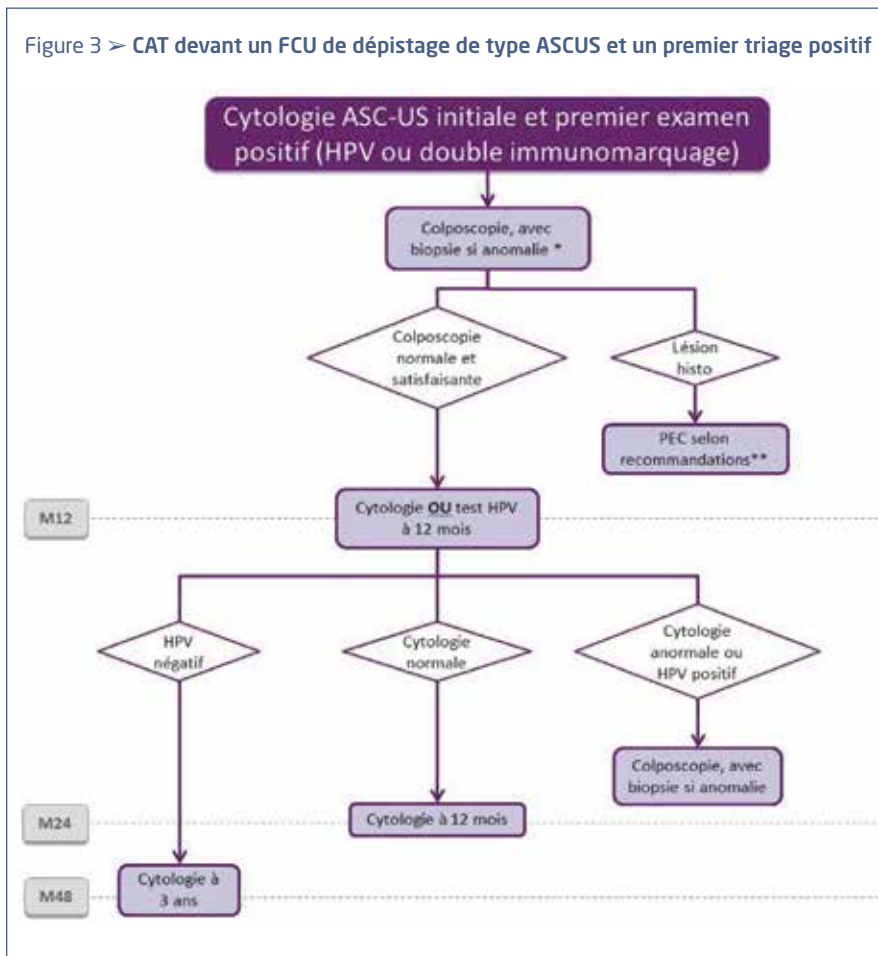 Figure 3 ➢ CAT devant un FCU de dépistage de type ASCUS et un premier triage positif
Cytologie ASC-US initiale et premier examen
positif (HPV ou double immunomarquage)
Colposcopie, avec
biopsie si anomalie *
Colposcopie
normale et
satisfaisante
Lésion
histo
PEC selon
recommandations**
M12
Cytologie OU test HPV
à 12 mois
HPV
négatif
Cytologie
normale
Cytologie
anormale ou
HPV positif
Colposcopie, avec
biopsie si anomalie
M24
Cytologie à 12 mois
M48
Cytologie à
3 ans